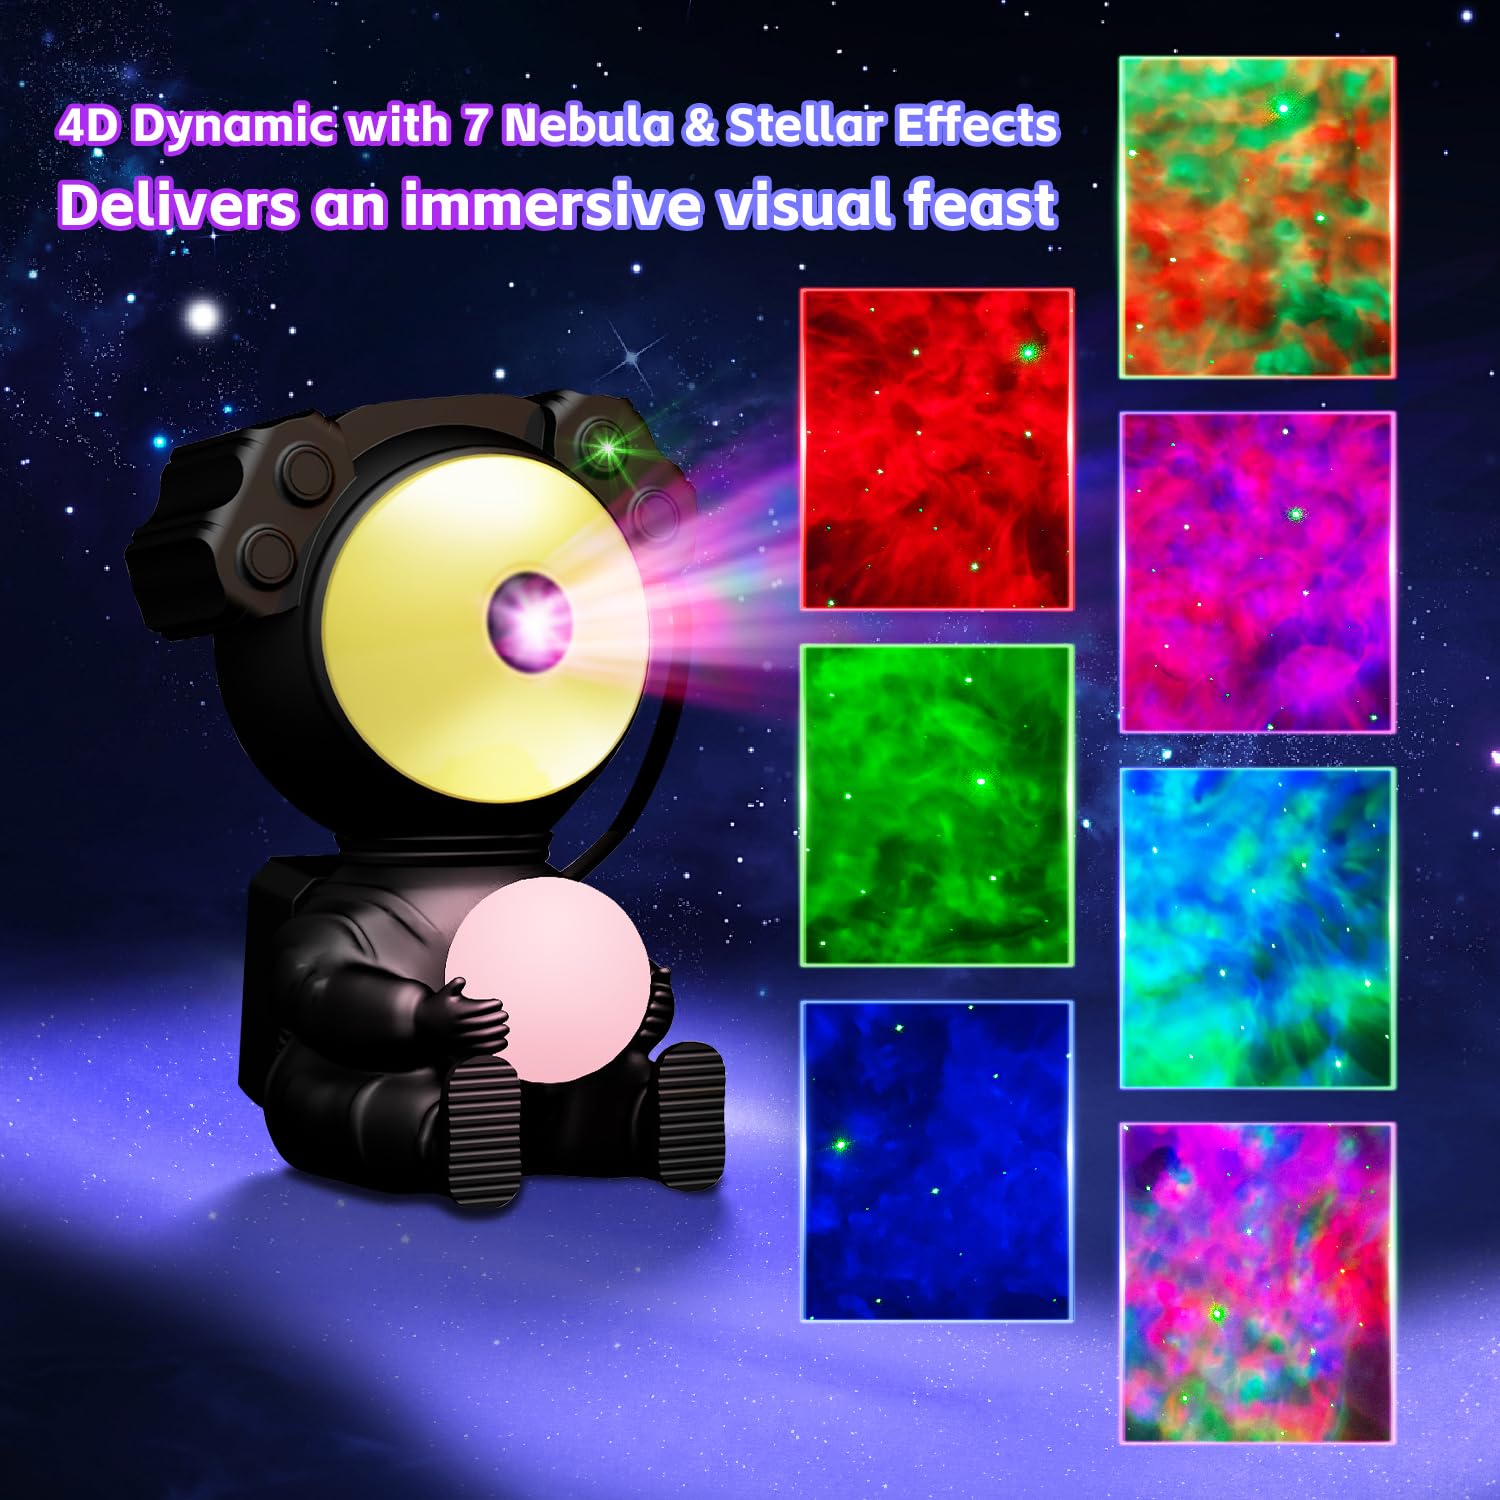 4D Dynamic with 7 Nebula & Stellar Effects
Delivers an immersive visual feast